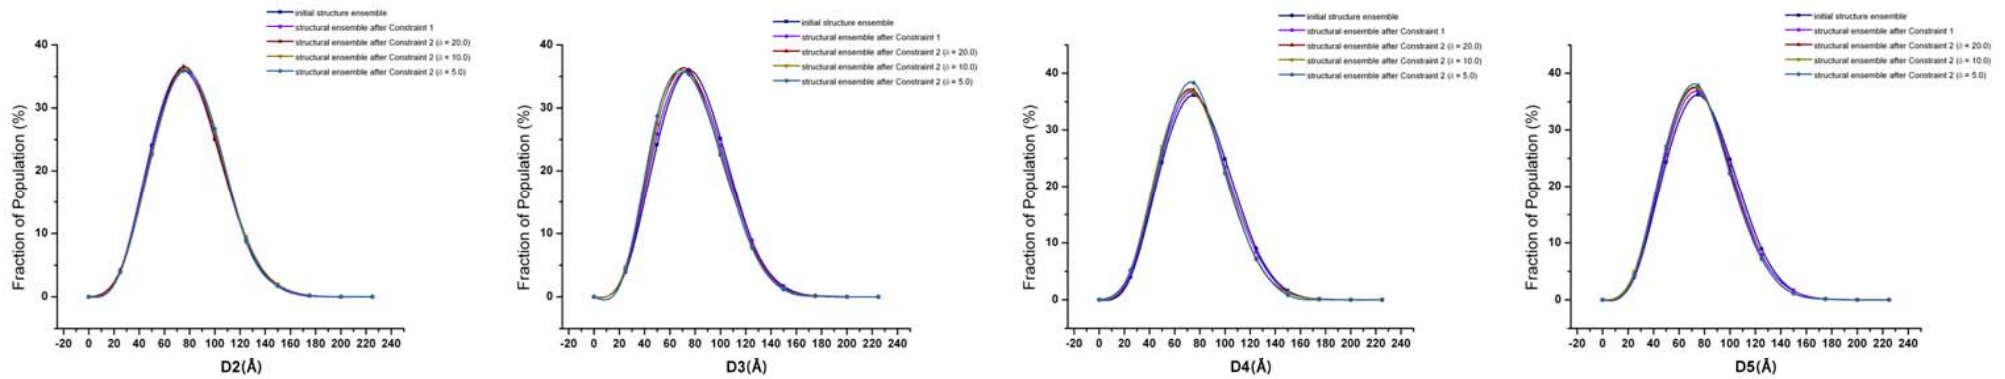 initial structure ensemble
structural ensemble after Constraint 1
structural ensemble after Constraint 2 (δ = 20.0)
structural ensemble after Constraint 2 (δ = 10.0)
structural ensemble after Constraint 2 (δ = 5.0)
Fraction of Population (%)
40
30
20
10
0
-20 0 20 40 60 80 100 120 140 160 180 200 220 240
D2(Å)
initial structure ensemble
structural ensemble after Constraint 1
structural ensemble after Constraint 2 (δ = 20.0)
structural ensemble after Constraint 2 (δ = 10.0)
structural ensemble after Constraint 2 (δ = 5.0)
Fraction of Population (%)
40
30
20
10
0
-20 0 20 40 60 80 100 120 140 160 180 200 220 240
D3(Å)
initial structure ensemble
structural ensemble after Constraint 1
structural ensemble after Constraint 2 (δ = 20.0)
structural ensemble after Constraint 2 (δ = 10.0)
structural ensemble after Constraint 2 (δ = 5.0)
Fraction of Population (%)
40
30
20
10
0
-20 0 20 40 60 80 100 120 140 160 180 200 220 240
D4(Å)
initial structure ensemble
structural ensemble after Constraint 1
structural ensemble after Constraint 2 (δ = 20.0)
structural ensemble after Constraint 2 (δ = 10.0)
structural ensemble after Constraint 2 (δ = 5.0)
Fraction of Population (%)
40
30
20
10
0
-20 0 20 40 60 80 100 120 140 160 180 200 220 240
D5(Å)